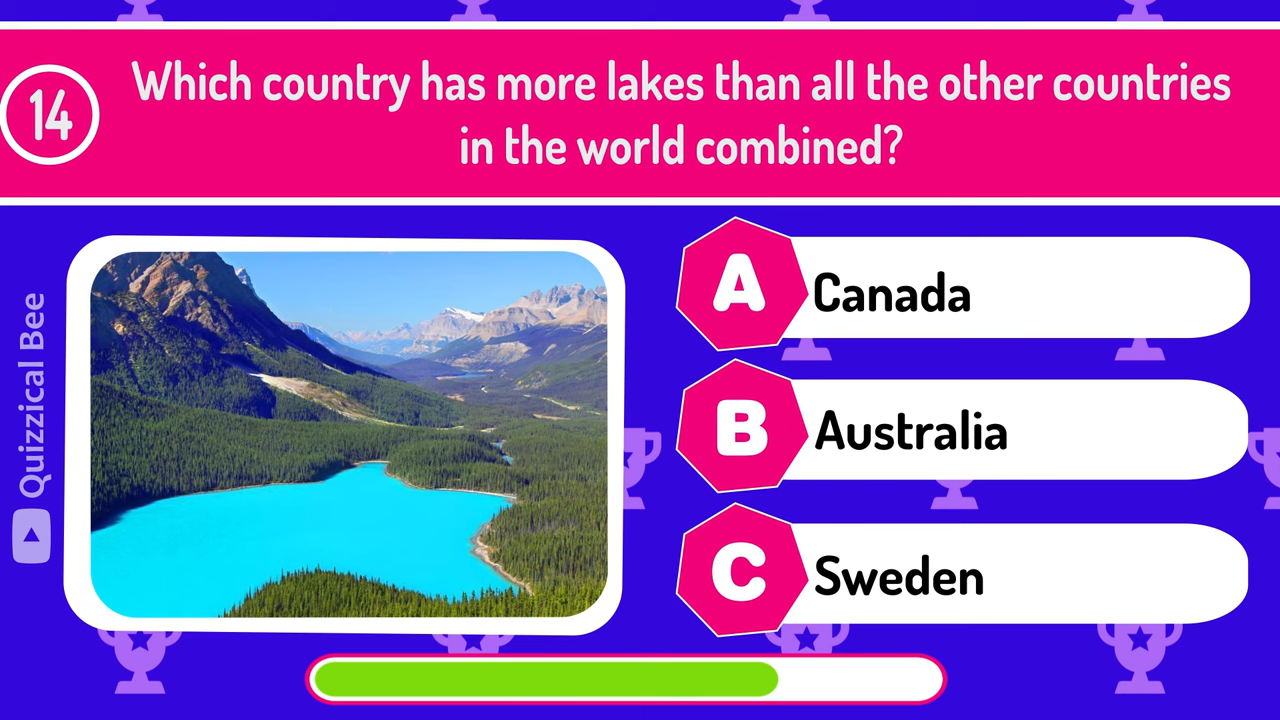 14
Which country has more lakes than all the other countries
in the world combined?
A Canada
B Australia
C Sweden
Quizzical Bee